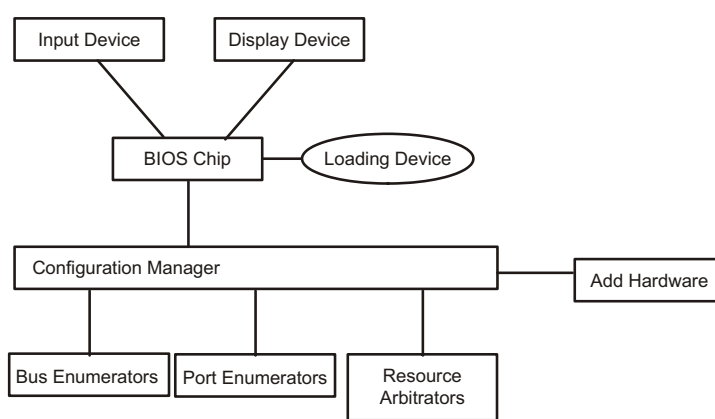 Input Device
Display Device
BIOS Chip
Loading Device
Configuration Manager
Add Hardware
Bus Enumerators
Port Enumerators
Resource
Arbitrators